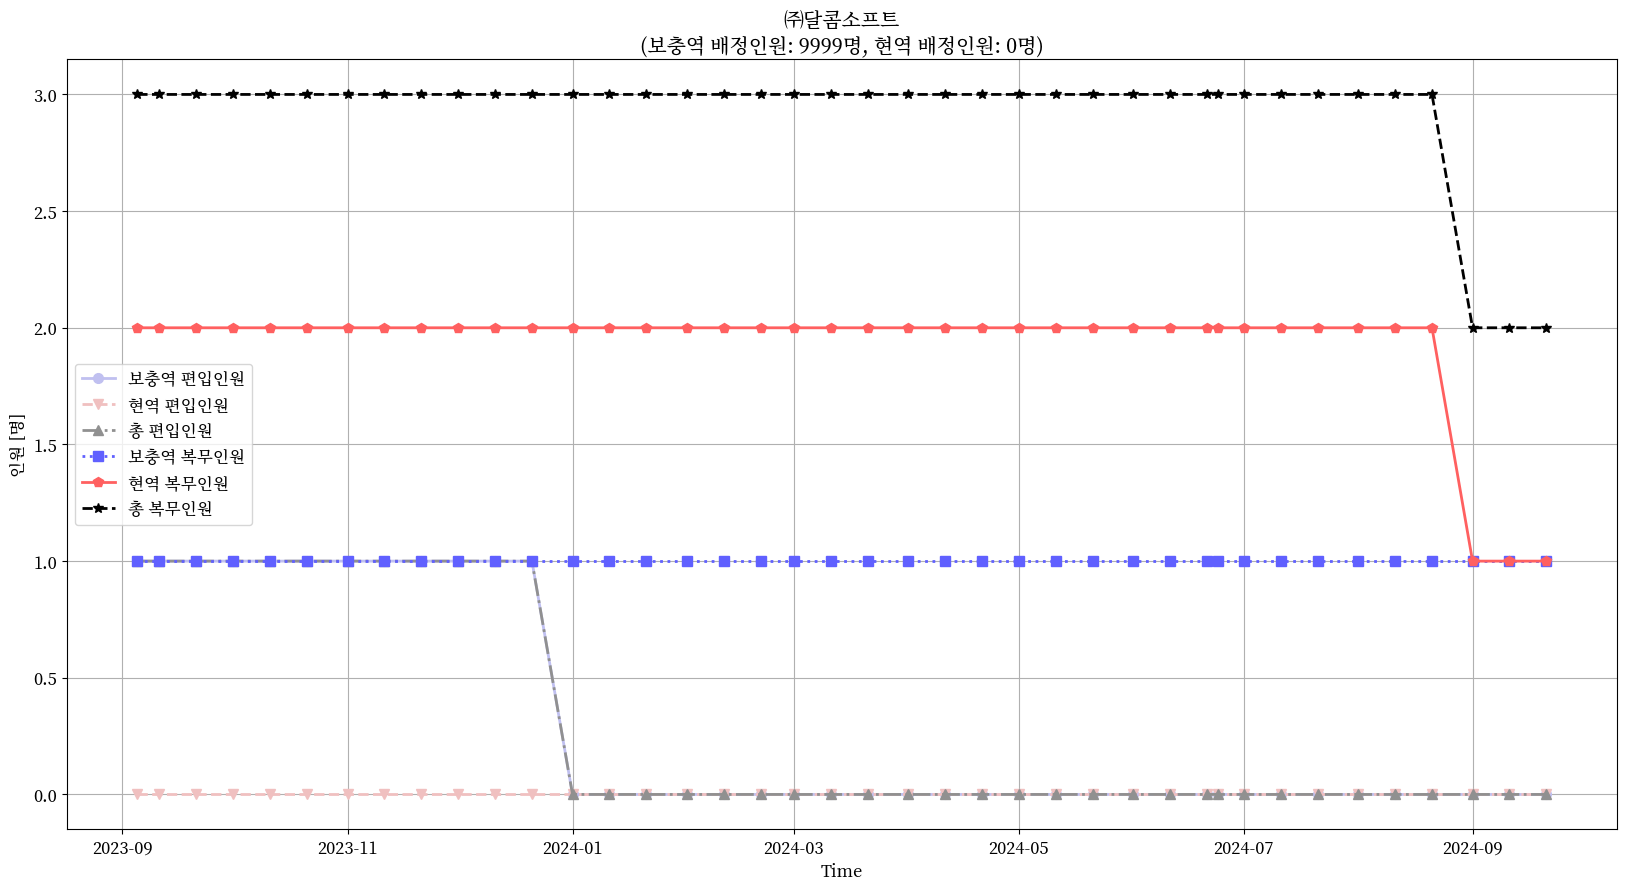 ㈜달콤소프트
(보충역 배정인원: 9999명, 현역 배정인원: 0명)
인원 [명]
3.0
2.5
2.0
1.5
1.0
0.5
0.0
보충역 편입인원
현역 편입인원
총 편입인원
보충역 복무인원
현역 복무인원
총 복무인원
2023-09
2023-11
2024-01
2024-03
2024-05
2024-07
2024-09
Time